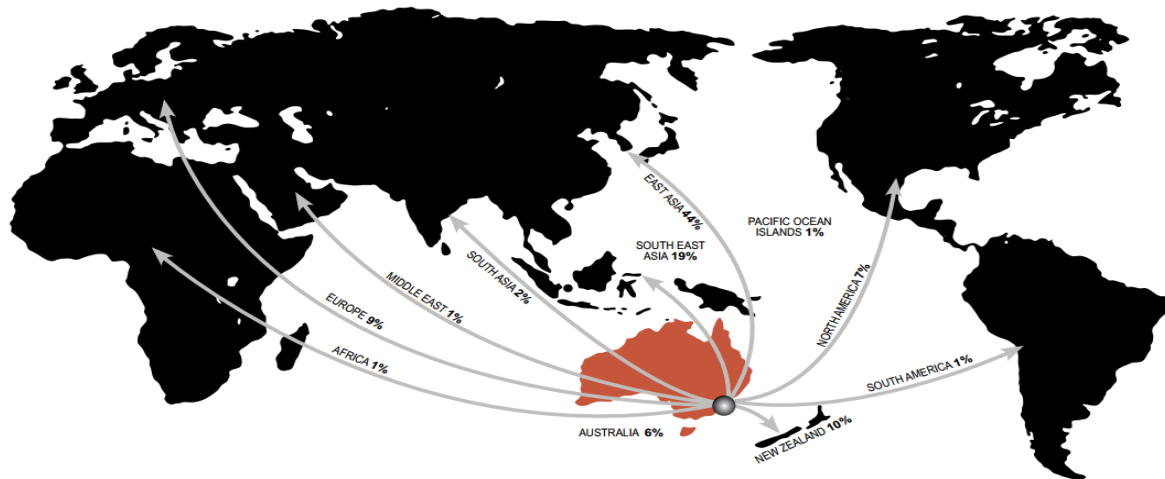 EAST ASIA 44%
PACIFIC OCEAN
ISLANDS 1%
SOUTH EAST
ASIA 19%
SOUTH ASIA 2%
MIDDLE EAST 1%
EUROPE 9%
AFRICA 1%
NORTH AMERICA 7%
SOUTH AMERICA 1%
AUSTRALIA 6%
NEW ZEALAND 10%